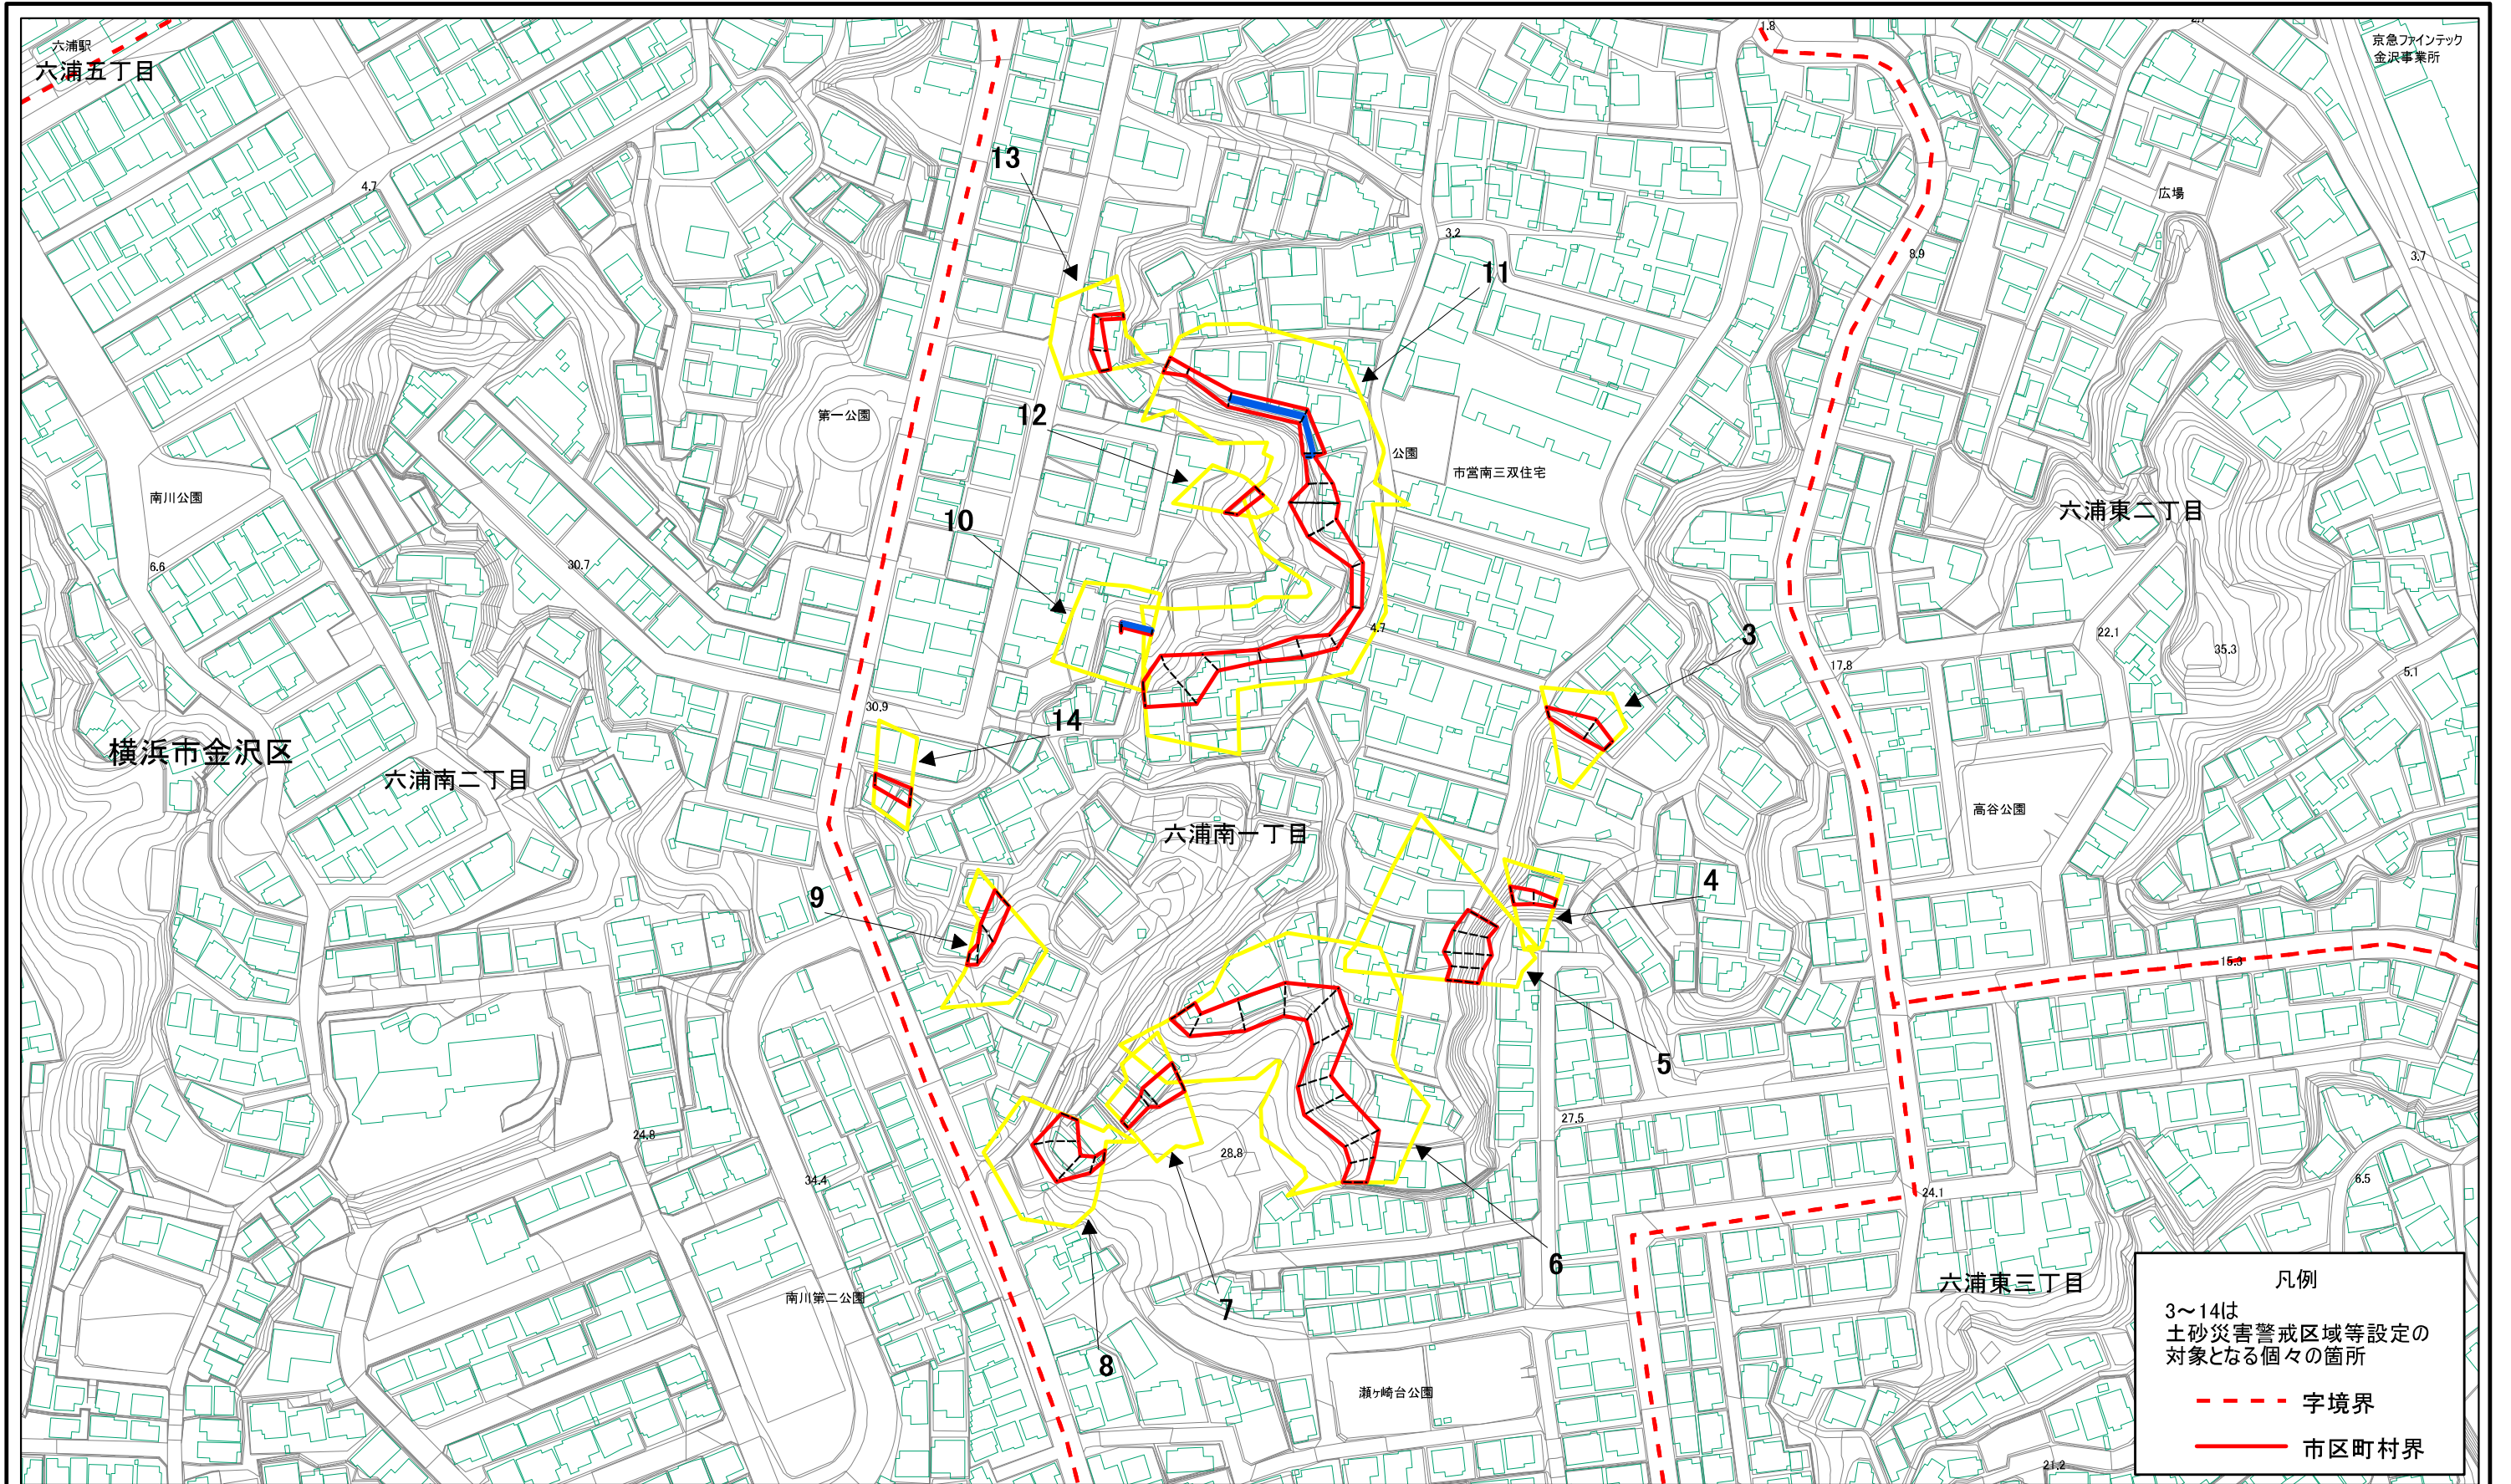 六浦駅
六浦五丁目
1.8
京急ファインテック
金沢事業所
13
4.7
広場
3.2
8.9
3.7
11
12
第一公園
公園
市営南三双住宅
南川公園
六浦東二丁目
10
6.6
30.7
4.7
3
22.1
35.3
17.8
5.1
30.9
14
横浜市金沢区
六浦南二丁目
高谷公園
六浦南一丁目
9
4
15.3
5
27.5
24.8
28.8
34.4
24.1
6.5
6
南川第二公園
7
六浦東三丁目
8
瀬ヶ崎台公園
21.2
凡例
3～14は
土砂災害警戒区域等設定の
対象となる個々の箇所
字境界
市区町村界